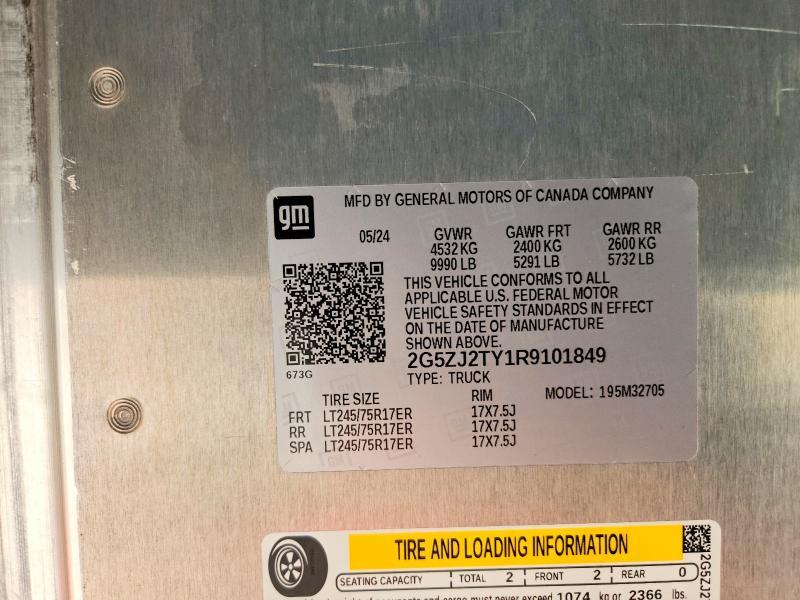 gm
MFD BY GENERAL MOTORS OF CANADA COMPANY
05/24 GVWR GAWR FRT GAWR RR
4532 KG 2400 KG 2600 KG
9990 LB 5291 LB 5732 LB
THIS VEHICLE CONFORMS TO ALL
APPLICABLE U.S. FEDERAL MOTOR
VEHICLE SAFETY STANDARDS IN EFFECT
ON THE DATE OF MANUFACTURE
SHOWN ABOVE.
673G
2G5ZJ2TY1R9101849
TYPE: TRUCK MODEL: 195M32705
TIRE SIZE RIM
FRT LT245/75R17ER 17X7.5J
RR LT245/75R17ER 17X7.5J
SPA LT245/75R17ER 17X7.5J
TIRE AND LOADING INFORMATION
SEATING CAPACITY TOTAL 2 FRONT 2 REAR 0
never exceed 1074 kg or 2366 lbs.
2G5ZJ2